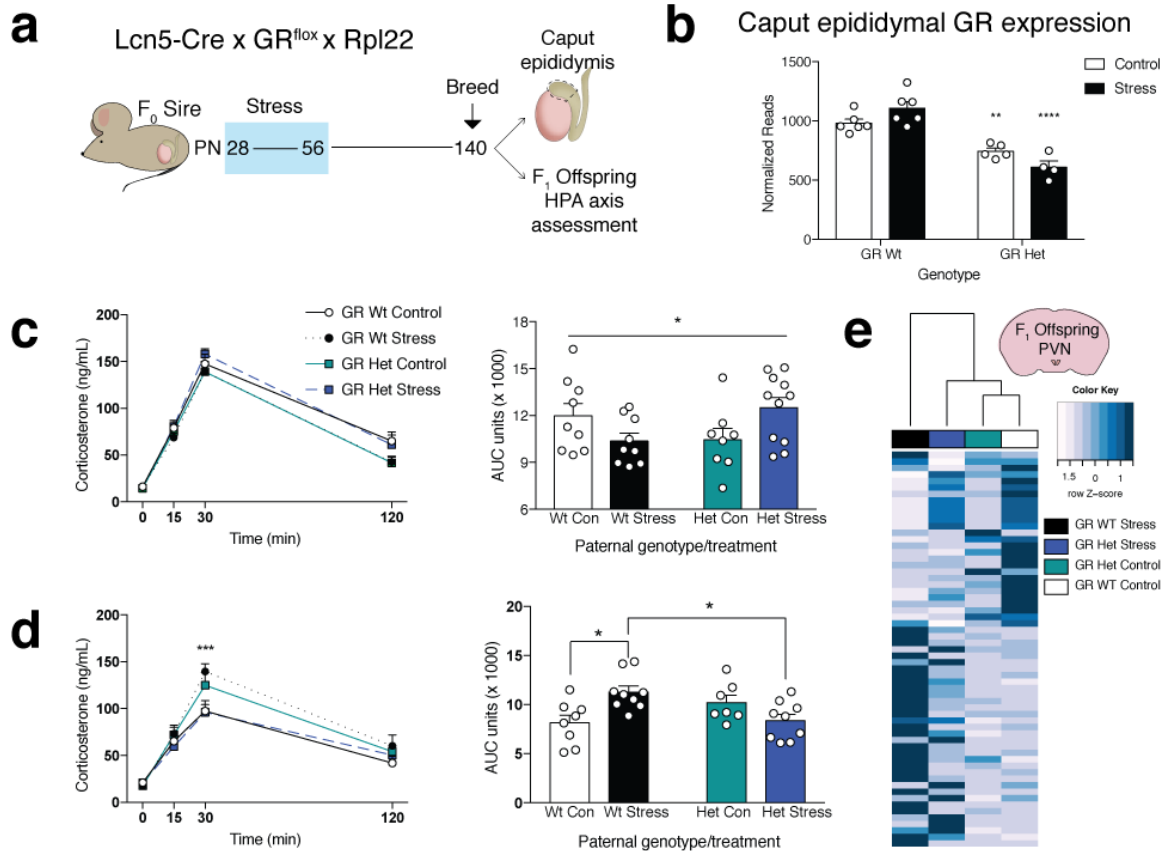 a
Lcn5-Cre x GR^flox x Rpl22
F₀ Sire
Stress
PN 28 56
Breed
140
Caput
epididymis
F₁ Offspring
HPA axis
assessment
b
Caput epididymal GR expression
Control
Stress
Normalized Reads
1500
1000
500
0
** ****
GR Wt GR Het
Genotype
c
GR Wt Control
GR Wt Stress
GR Het Control
GR Het Stress
Corticosterone (ng/mL)
200
150
100
50
0
0 15 30 120
Time (min)
AUC units (x 1000)
18
15
12
9
6
*
Wt Con Wt Stress Het Con Het Stress
Paternal genotype/treatment
d
Corticosterone (ng/mL)
200
150
100
50
0
***
0 15 30 120
Time (min)
AUC units (x 1000)
20
15
10
5
0
* *
Wt Con Wt Stress Het Con Het Stress
Paternal genotype/treatment
e
F₁ Offspring
PVN
Color Key
1.5 0 1
row Z-score
GR WT Stress
GR Het Stress
GR Het Control
GR WT Control